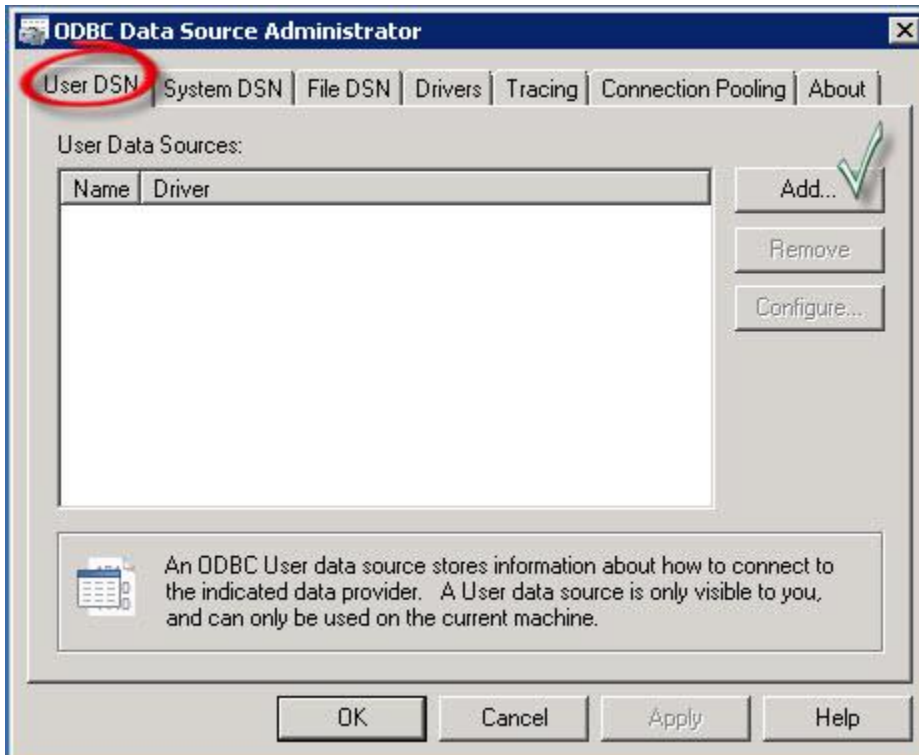 ODBC Data Source Administrator
User DSN System DSN File DSN Drivers Tracing Connection Pooling About
User Data Sources:
Name Driver
Add...
Remove
Configure...
An ODBC User data source stores information about how to connect to
the indicated data provider. A User data source is only visible to you,
and can only be used on the current machine.
OK Cancel Apply Help